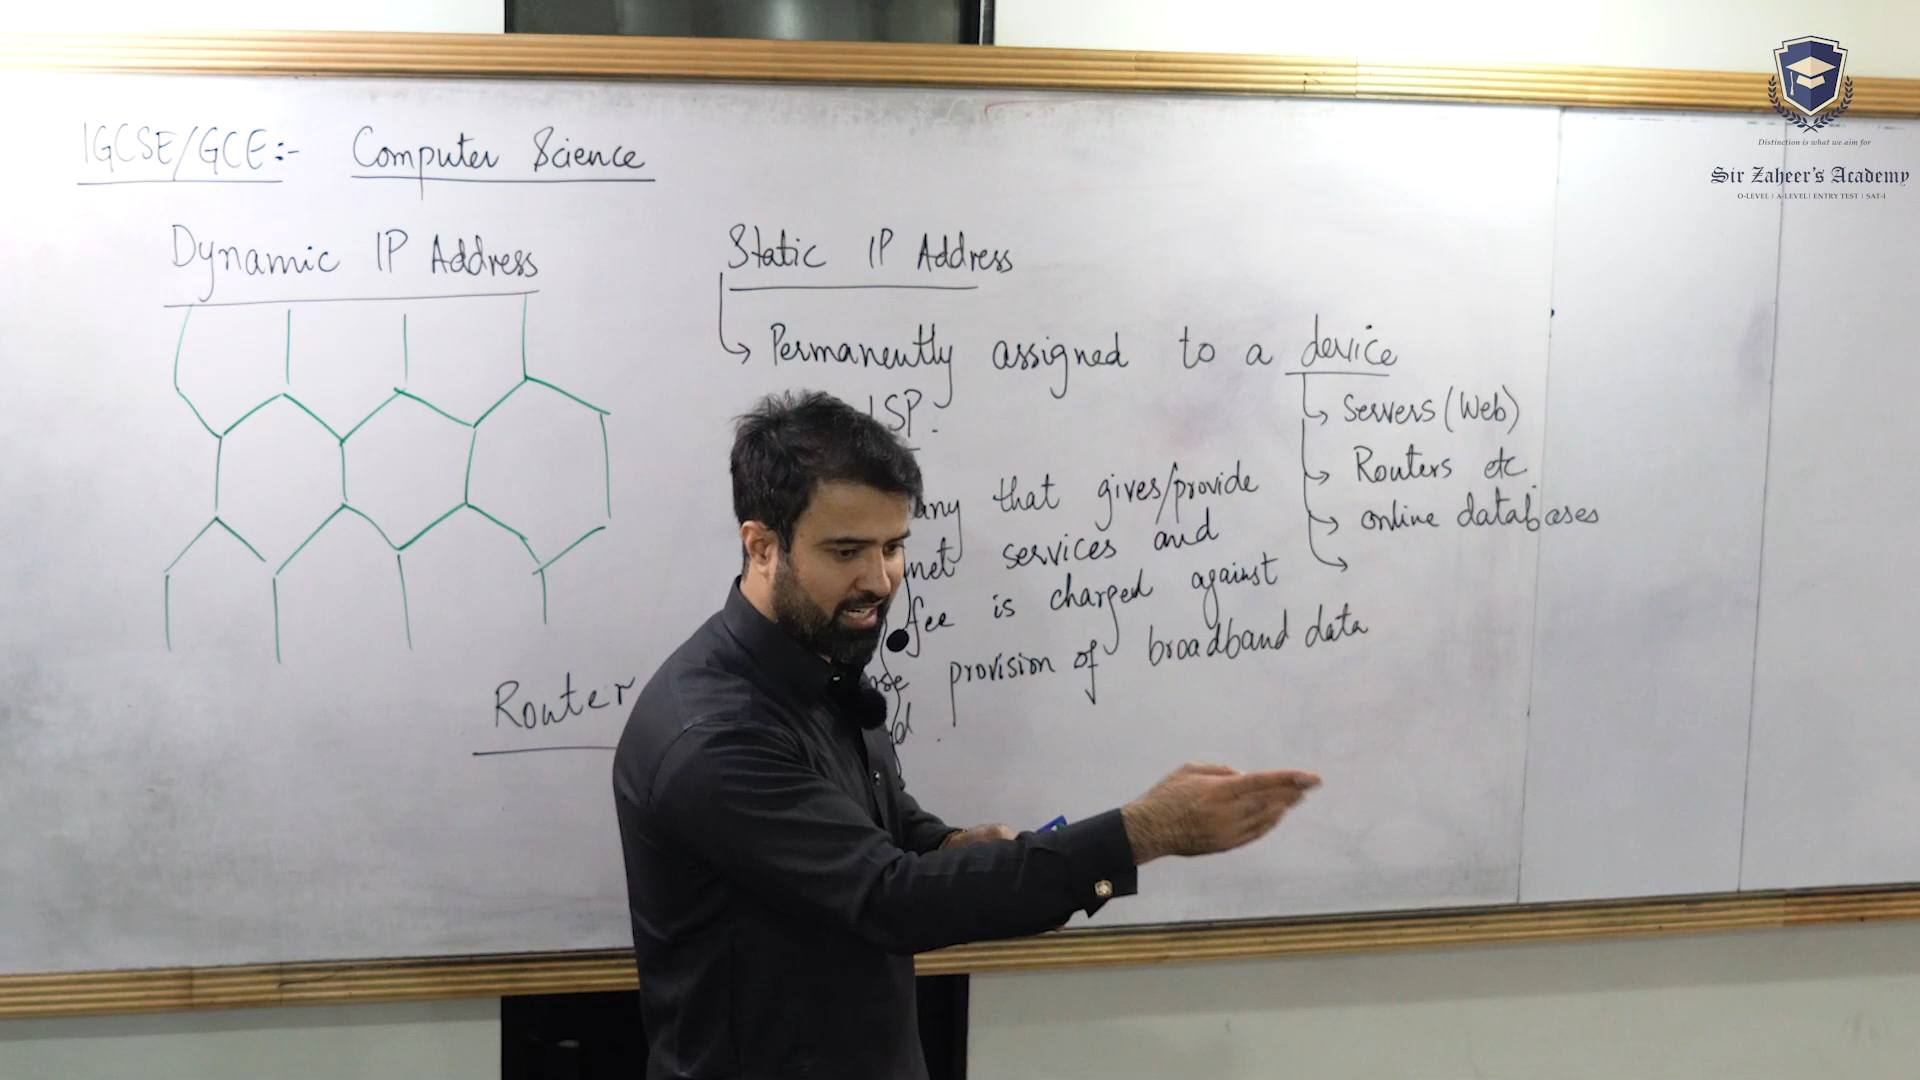 IGCSE/GCE:- Computer Science
Dynamic IP Address
Static IP Address
Permanently assigned to a device
ISP.
that gives/provide
services and
fee is charged against
provision of broadband data
Servers (Web)
Routers etc
online databases
Router
Distinction is what we aim for
Sir Zaheer's Academy
O-LEVEL | A-LEVEL | ENTRY TEST | SAT-I